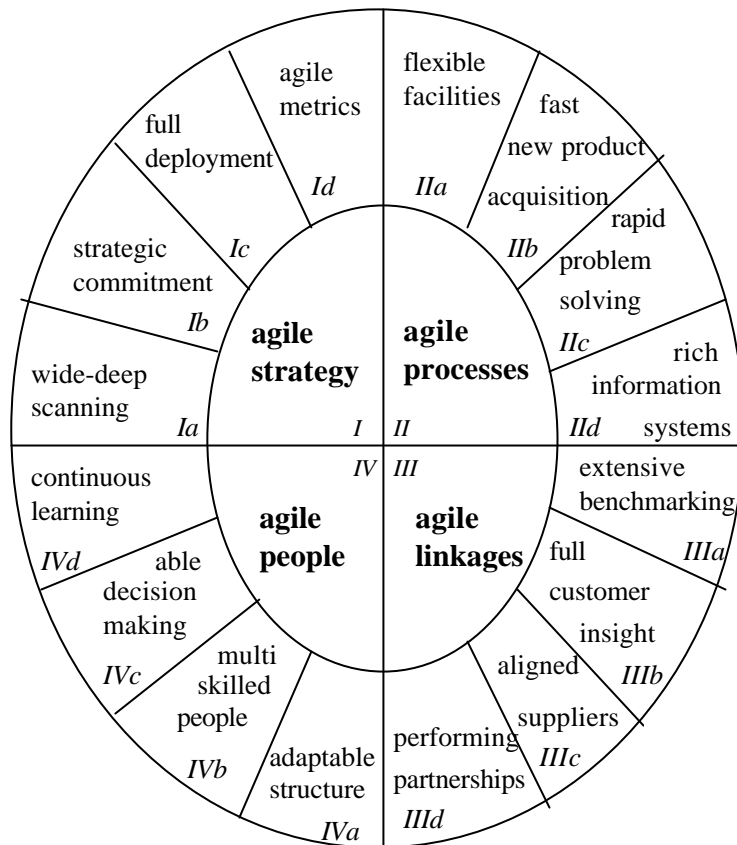 agile
metrics
Id
flexible
facilities
IIa
full
deployment
Ic
fast
new product
acquisition
IIb
strategic
commitment
Ib
rapid
problem
solving
IIc
wide-deep
scanning
Ia
agile
strategy
I
agile
processes
II
rich
information
systems
IId
continuous
learning
IVd
agile
people
IV
agile
linkages
III
extensive
benchmarking
IIIa
able
decision
making
IVc
full
customer
insight
IIIb
multi
skilled
people
IVb
aligned
suppliers
IIIc
adaptable
structure
IVa
performing
partnerships
IIId